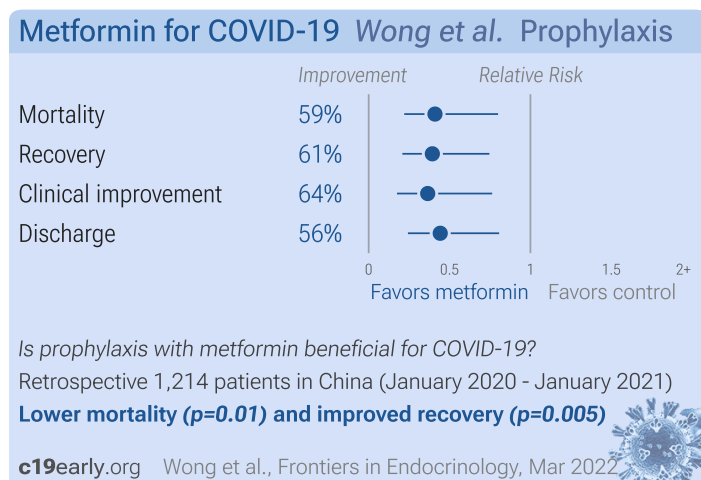 Metformin for COVID-19 Wong et al. Prophylaxis
Improvement Relative Risk
Mortality 59%
Recovery 61%
Clinical improvement 64%
Discharge 56%
0 0.5 1 1.5 2+
Favors metformin Favors control
Is prophylaxis with metformin beneficial for COVID-19?
Retrospective 1,214 patients in China (January 2020 - January 2021)
Lower mortality (p=0.01) and improved recovery (p=0.005)
c19early.org Wong et al., Frontiers in Endocrinology, Mar 2022